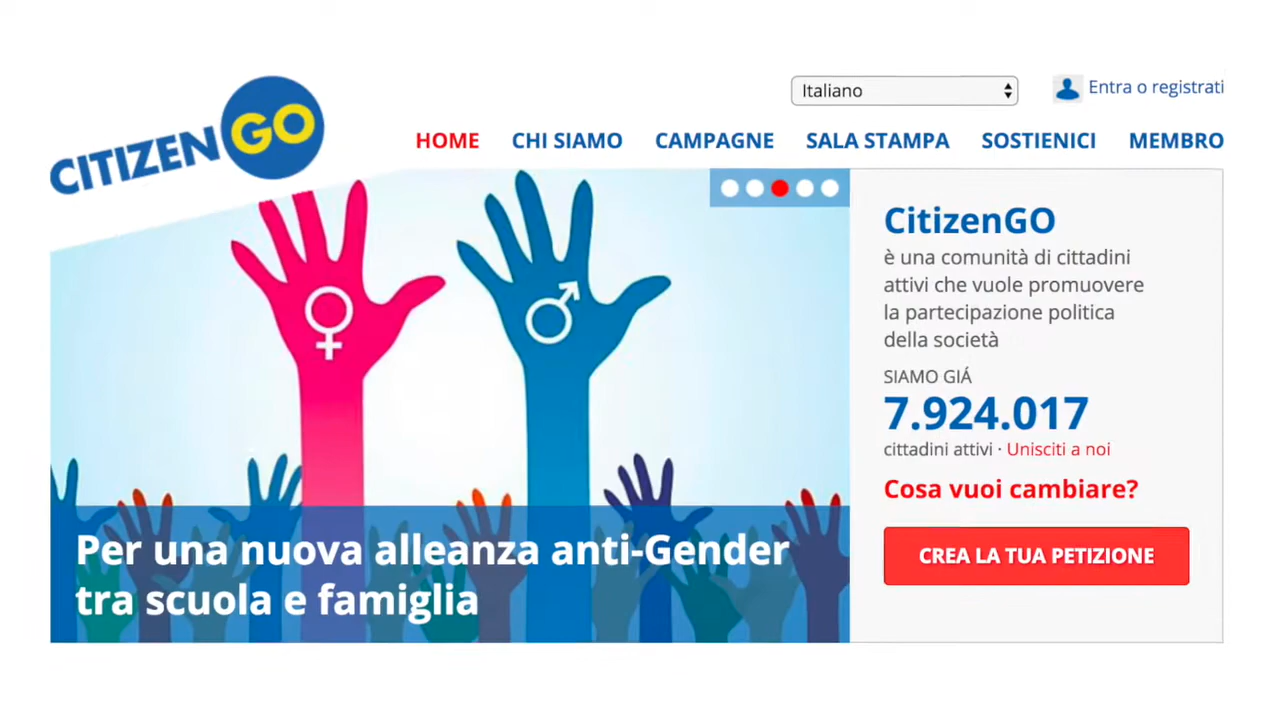 CITIZENGO
Italiano
Entra o registrati
HOME CHI SIAMO CAMPAGNE SALA STAMPA SOSTIENICI MEMBRO
Per una nuova alleanza anti-Gender
tra scuola e famiglia
CitizenGO
è una comunità di cittadini
attivi che vuole promuovere
la partecipazione politica
della società
SIAMO GIÁ
7.924.017
cittadini attivi · Unisciti a noi
Cosa vuoi cambiare?
CREA LA TUA PETIZIONE